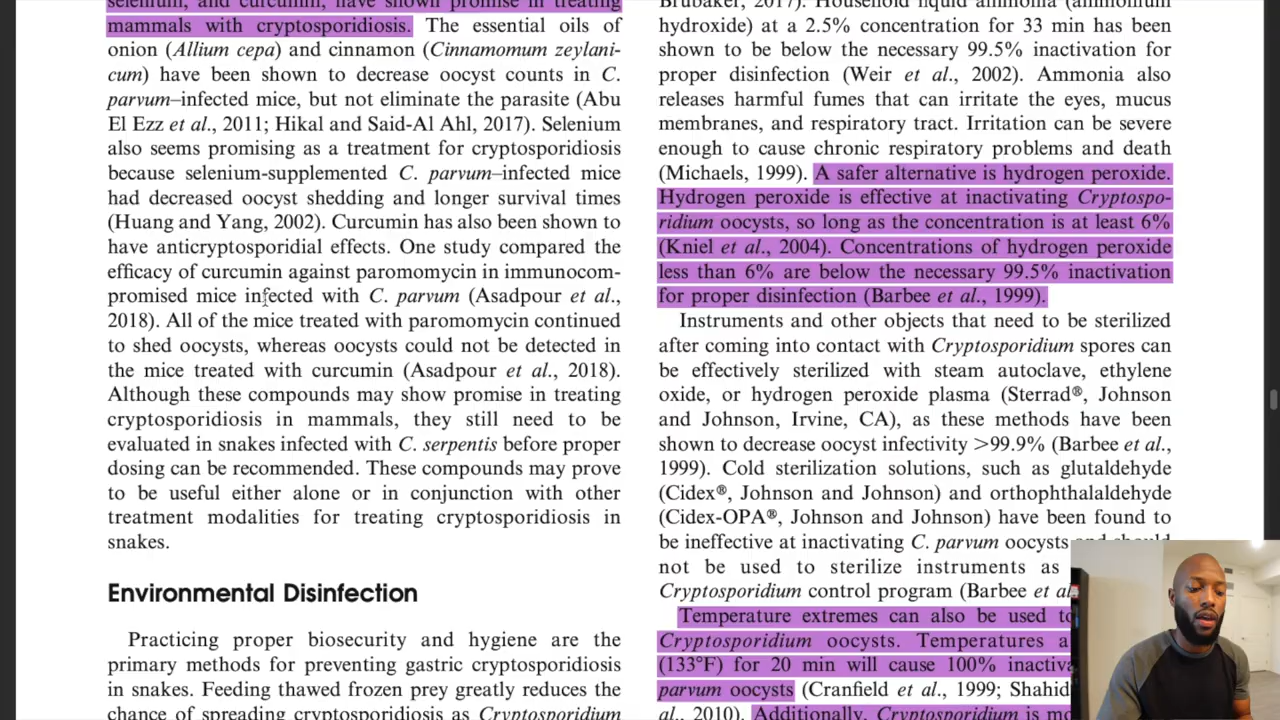 selenium, and curcumin, have shown promise in treating
mammals with cryptosporidiosis. The essential oils of
onion (Allium cepa) and cinnamon (Cinnamomum zeylani-
cum) have been shown to decrease oocyst counts in C.
parvum–infected mice, but not eliminate the parasite (Abu
El Ezz et al., 2011; Hikal and Said-Al Ahl, 2017). Selenium
also seems promising as a treatment for cryptosporidiosis
because selenium-supplemented C. parvum–infected mice
had decreased oocyst shedding and longer survival times
(Huang and Yang, 2002). Curcumin has also been shown to
have anticryptosporidial effects. One study compared the
efficacy of curcumin against paromomycin in immunocom-
promised mice infected with C. parvum (Asadpour et al.,
2018). All of the mice treated with paromomycin continued
to shed oocysts, whereas oocysts could not be detected in
the mice treated with curcumin (Asadpour et al., 2018).
Although these compounds may show promise in treating
cryptosporidiosis in mammals, they still need to be
evaluated in snakes infected with C. serpentis before proper
dosing can be recommended. These compounds may prove
to be useful either alone or in conjunction with other
treatment modalities for treating cryptosporidiosis in
snakes.
Environmental Disinfection
Practicing proper biosecurity and hygiene are the
primary methods for preventing gastric cryptosporidiosis
in snakes. Feeding thawed frozen prey greatly reduces the
chance of spreading cryptosporidiosis as Cryptosporidium
Brubaker, 2017). Household liquid ammonia (ammonium
hydroxide) at a 2.5% concentration for 33 min has been
shown to be below the necessary 99.5% inactivation for
proper disinfection (Weir et al., 2002). Ammonia also
releases harmful fumes that can irritate the eyes, mucus
membranes, and respiratory tract. Irritation can be severe
enough to cause chronic respiratory problems and death
(Michaels, 1999). A safer alternative is hydrogen peroxide.
Hydrogen peroxide is effective at inactivating Cryptospo-
ridium oocysts, so long as the concentration is at least 6%
(Kniel et al., 2004). Concentrations of hydrogen peroxide
less than 6% are below the necessary 99.5% inactivation
for proper disinfection (Barbee et al., 1999).
Instruments and other objects that need to be sterilized
after coming into contact with Cryptosporidium spores can
be effectively sterilized with steam autoclave, ethylene
oxide, or hydrogen peroxide plasma (Sterrad®, Johnson
and Johnson, Irvine, CA), as these methods have been
shown to decrease oocyst infectivity >99.9% (Barbee et al.,
1999). Cold sterilization solutions, such as glutaldehyde
(Cidex®, Johnson and Johnson) and orthophthalaldehyde
(Cidex-OPA®, Johnson and Johnson) have been found to
be ineffective at inactivating C. parvum oocysts and should
not be used to sterilize instruments as
Cryptosporidium control program (Barbee et al
Temperature extremes can also be used to
Cryptosporidium oocysts. Temperatures
(133°F) for 20 min will cause 100%
parvum oocysts (Cranfield et al., 1999; Shahid
al., 2010). Additionally, Cryptosporidium is